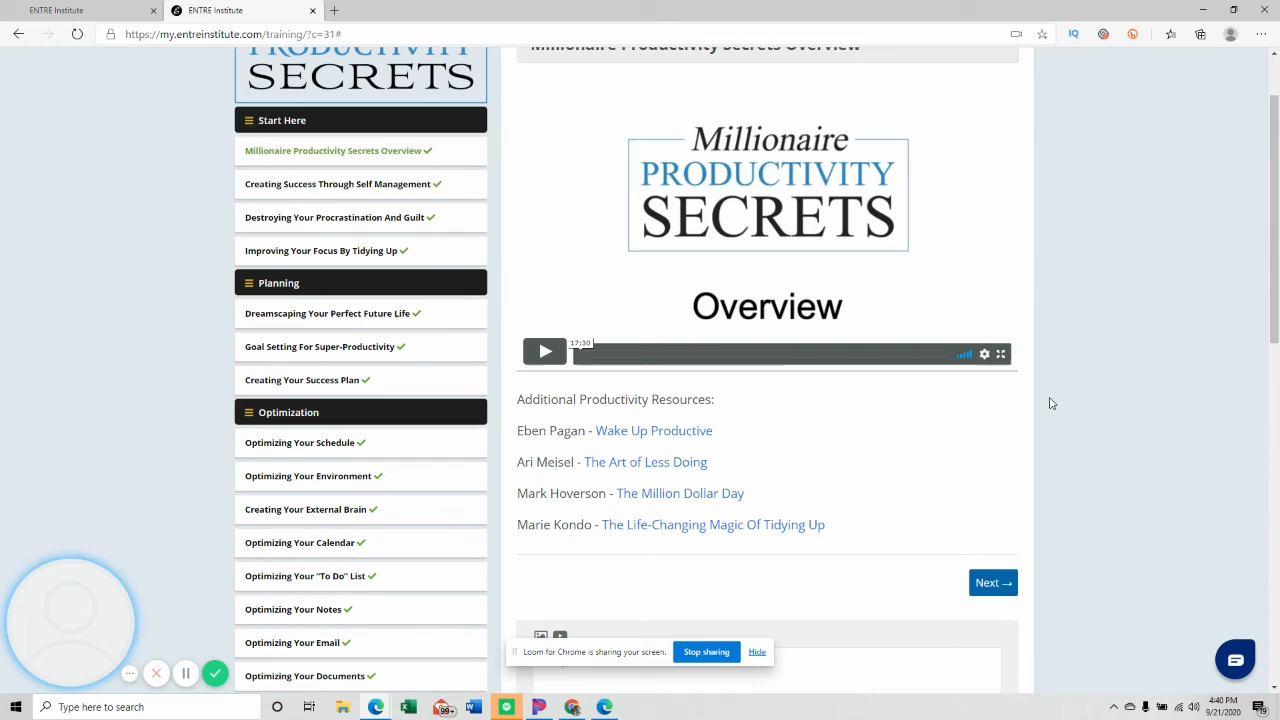 ENTRE Institute
ENTRE Institute
https://my.entreinstitute.com/training/?c=31#
PRODUCTIVITY
SECRETS
Start Here
Millionaire Productivity Secrets Overview
Creating Success Through Self Management
Destroying Your Procrastination And Guilt
Improving Your Focus By Tidying Up
Planning
Dreamscaping Your Perfect Future Life
Goal Setting For Super-Productivity
Creating Your Success Plan
Optimization
Optimizing Your Schedule
Optimizing Your Environment
Creating Your External Brain
Optimizing Your Calendar
Optimizing Your “To Do” List
Optimizing Your Notes
Optimizing Your Email
Optimizing Your Documents
Millionaire Productivity Secrets Overview
Millionaire
PRODUCTIVITY
SECRETS
Overview
17:30
Additional Productivity Resources:
Eben Pagan - Wake Up Productive
Ari Meisel - The Art of Less Doing
Mark Hoverson - The Million Dollar Day
Marie Kondo - The Life-Changing Magic Of Tidying Up
Next →
Loom for Chrome is sharing your screen.
Stop sharing
Hide
Type here to search
99+
4:40 PM
9/21/2020